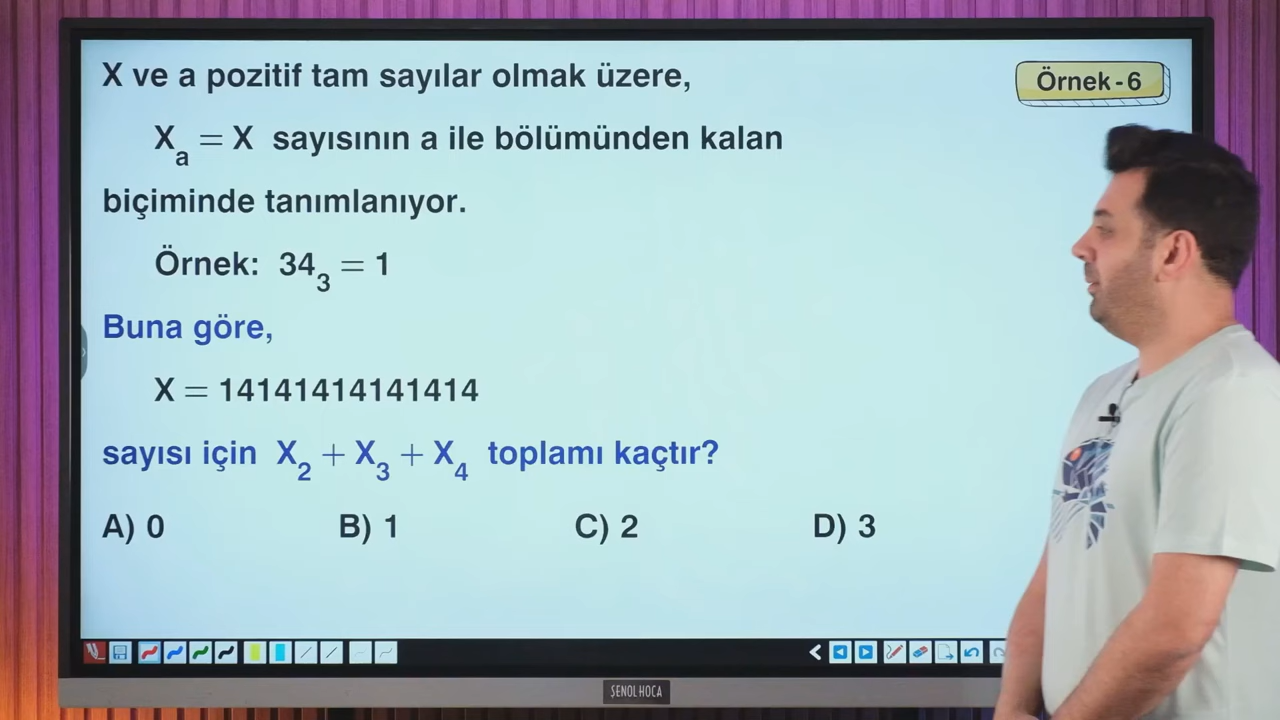 X ve a pozitif tam sayılar olmak üzere,
Örnek-6
Xa = X sayısının a ile bölümünden kalan
biçiminde tanımlanıyor.
Örnek: 343 = 1
Buna göre,
X = 14141414141414
sayısı için X2 + X3 + X4 toplamı kaçtır?
A) 0 B) 1 C) 2 D) 3
ŞENOL HOCA